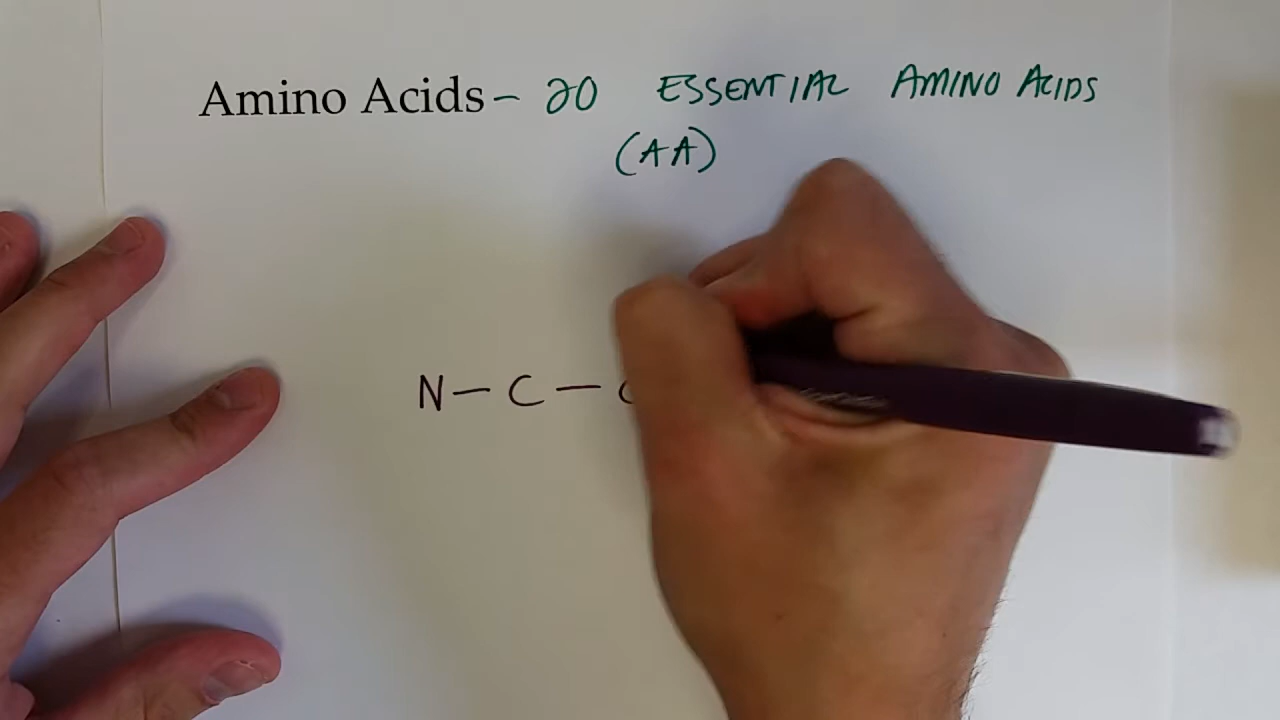 Amino Acids – 20 ESSENTIAL AMINO ACIDS
(AA)
N — C — C